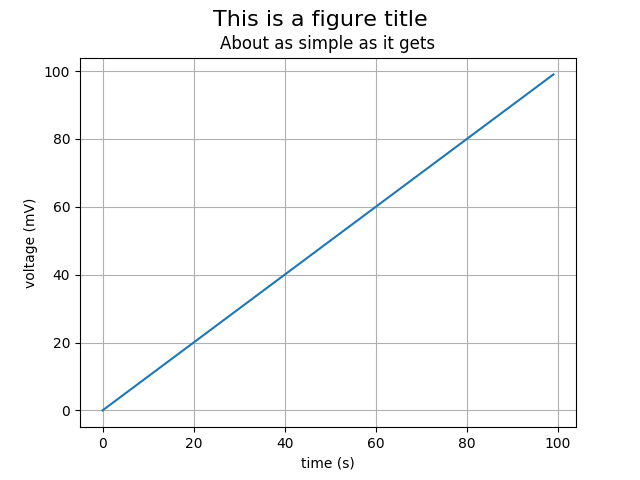 This is a figure title
About as simple as it gets
100
80
60
40
20
0
voltage (mV)
0 20 40 60 80 100
time (s)